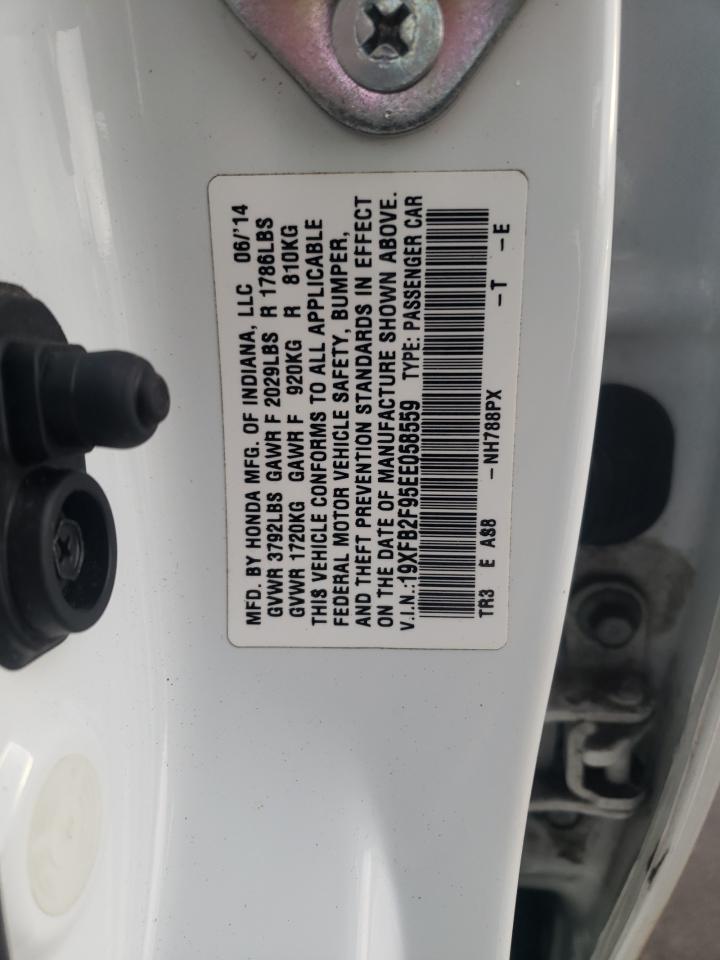 MFD. BY HONDA MFG. OF INDIANA, LLC 06/'14
GVWR 3792LBS GAWR F 2029LBS R 1786LBS
GVWR 1720KG GAWR F 920KG R 810KG
THIS VEHICLE CONFORMS TO ALL APPLICABLE
FEDERAL MOTOR VEHICLE SAFETY, BUMPER,
AND THEFT PREVENTION STANDARDS IN EFFECT
ON THE DATE OF MANUFACTURE SHOWN ABOVE.
V.I.N.:19XFB2F95EE058559 TYPE: PASSENGER CAR
TR3 E AS8 -NH788PX -T -E